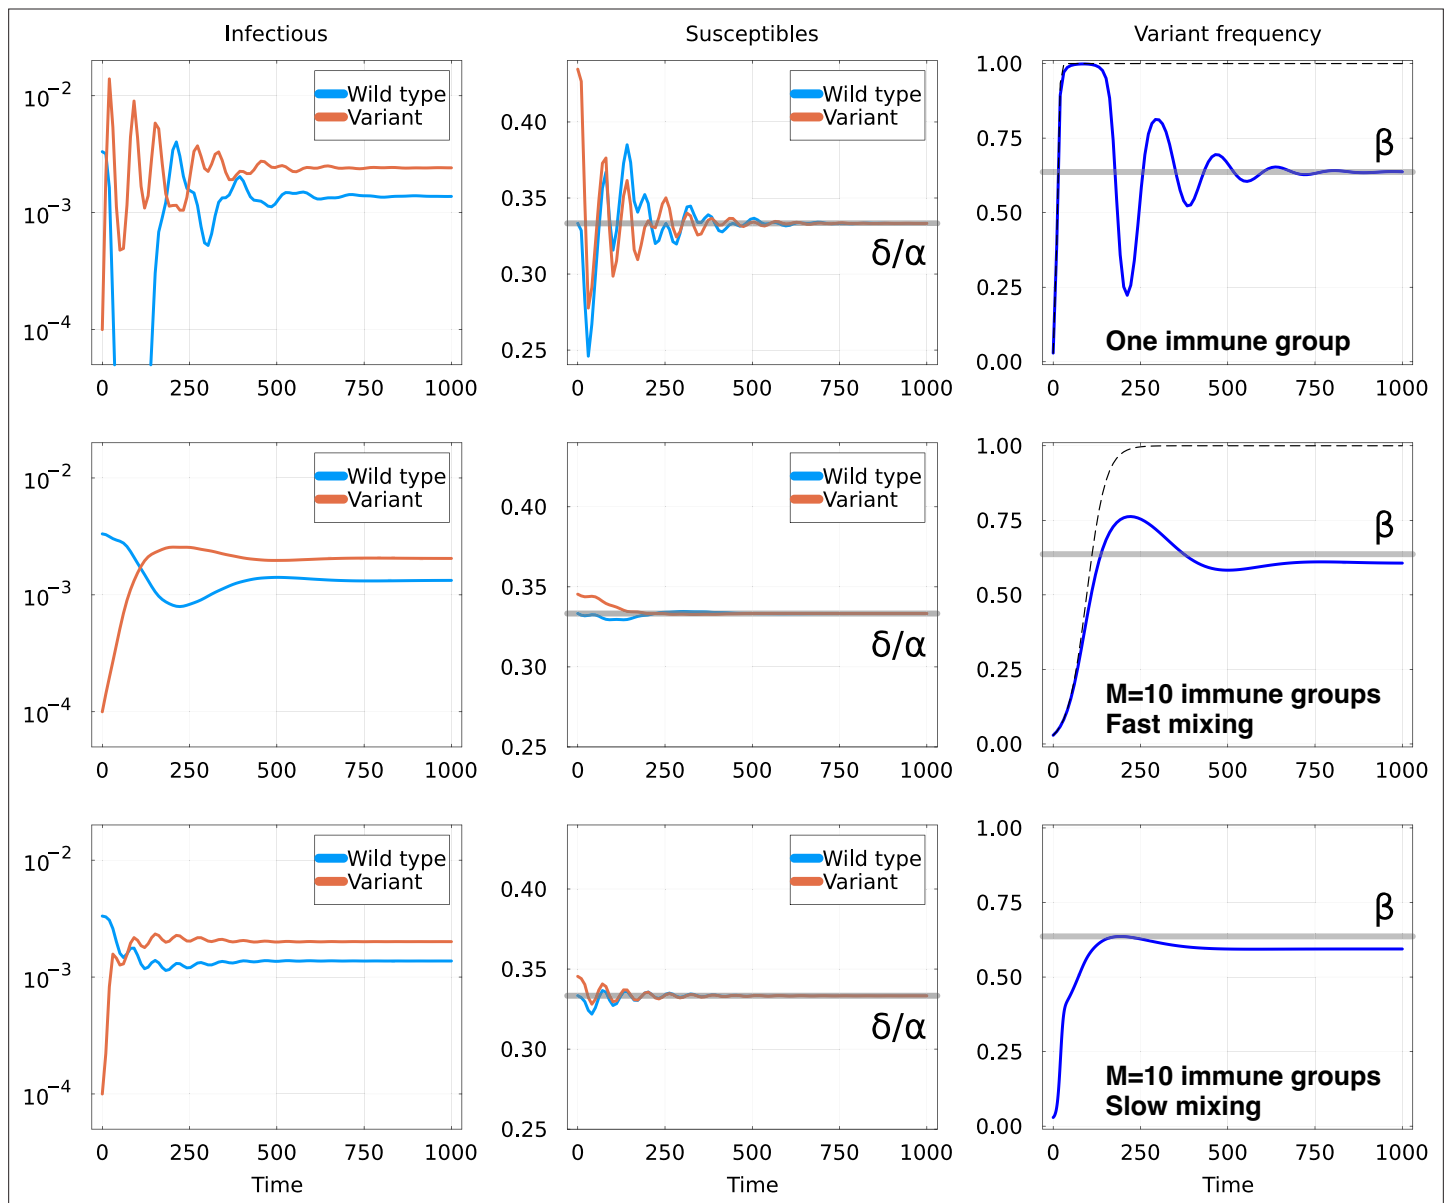 Infectious
Susceptibles
Variant frequency
10⁻²
10⁻³
10⁻⁴
0 250 500 750 1000
Wild type
Variant
0.40
0.35
0.30
0.25
0 250 500 750 1000
Wild type
Variant
δ/α
1.00
0.75
0.50
0.25
0.00
0 250 500 750 1000
β
One immune group
10⁻²
10⁻³
10⁻⁴
0 250 500 750 1000
Wild type
Variant
0.40
0.35
0.30
0.25
0 250 500 750 1000
Wild type
Variant
δ/α
1.00
0.75
0.50
0.25
0.00
0 250 500 750 1000
β
M=10 immune groups
Fast mixing
10⁻²
10⁻³
10⁻⁴
0 250 500 750 1000
Wild type
Variant
Time
0.40
0.35
0.30
0.25
0 250 500 750 1000
Wild type
Variant
δ/α
Time
1.00
0.75
0.50
0.25
0.00
0 250 500 750 1000
β
M=10 immune groups
Slow mixing
Time